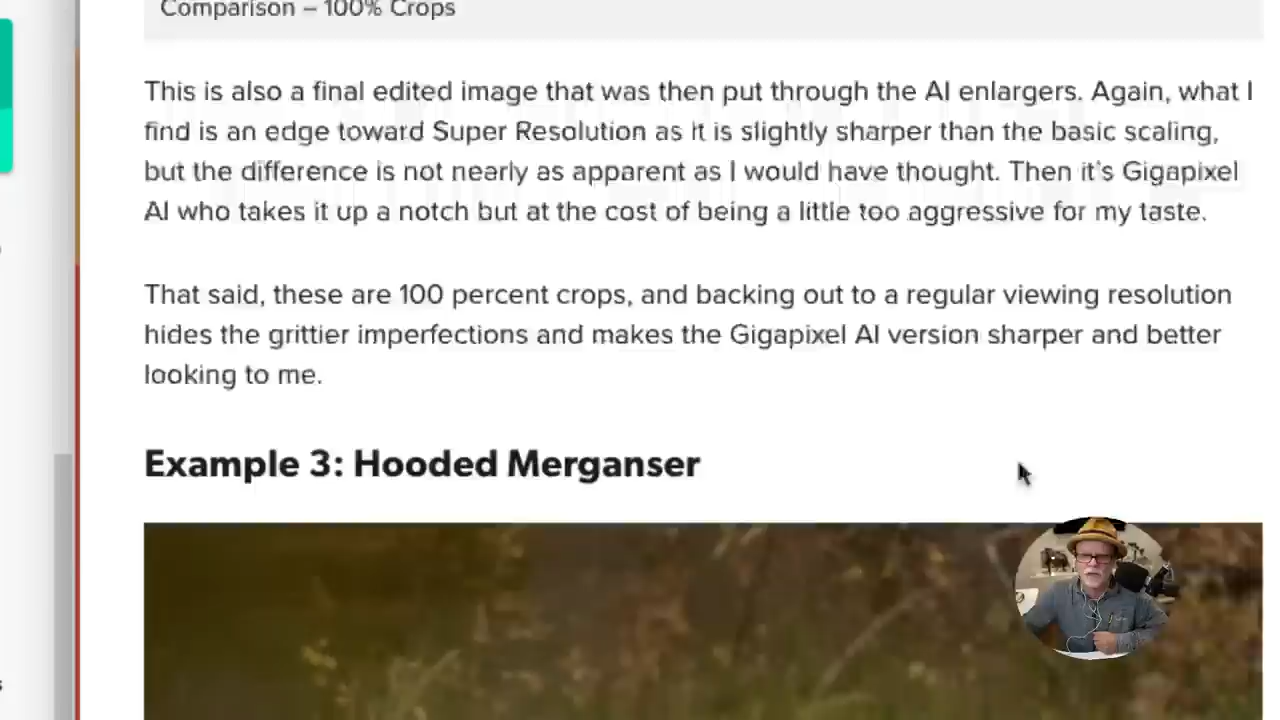 Comparison – 100% Crops
This is also a final edited image that was then put through the AI enlargers. Again, what I
find is an edge toward Super Resolution as it is slightly sharper than the basic scaling,
but the difference is not nearly as apparent as I would have thought. Then it's Gigapixel
AI who takes it up a notch but at the cost of being a little too aggressive for my taste.
That said, these are 100 percent crops, and backing out to a regular viewing resolution
hides the grittier imperfections and makes the Gigapixel AI version sharper and better
looking to me.
Example 3: Hooded Merganser